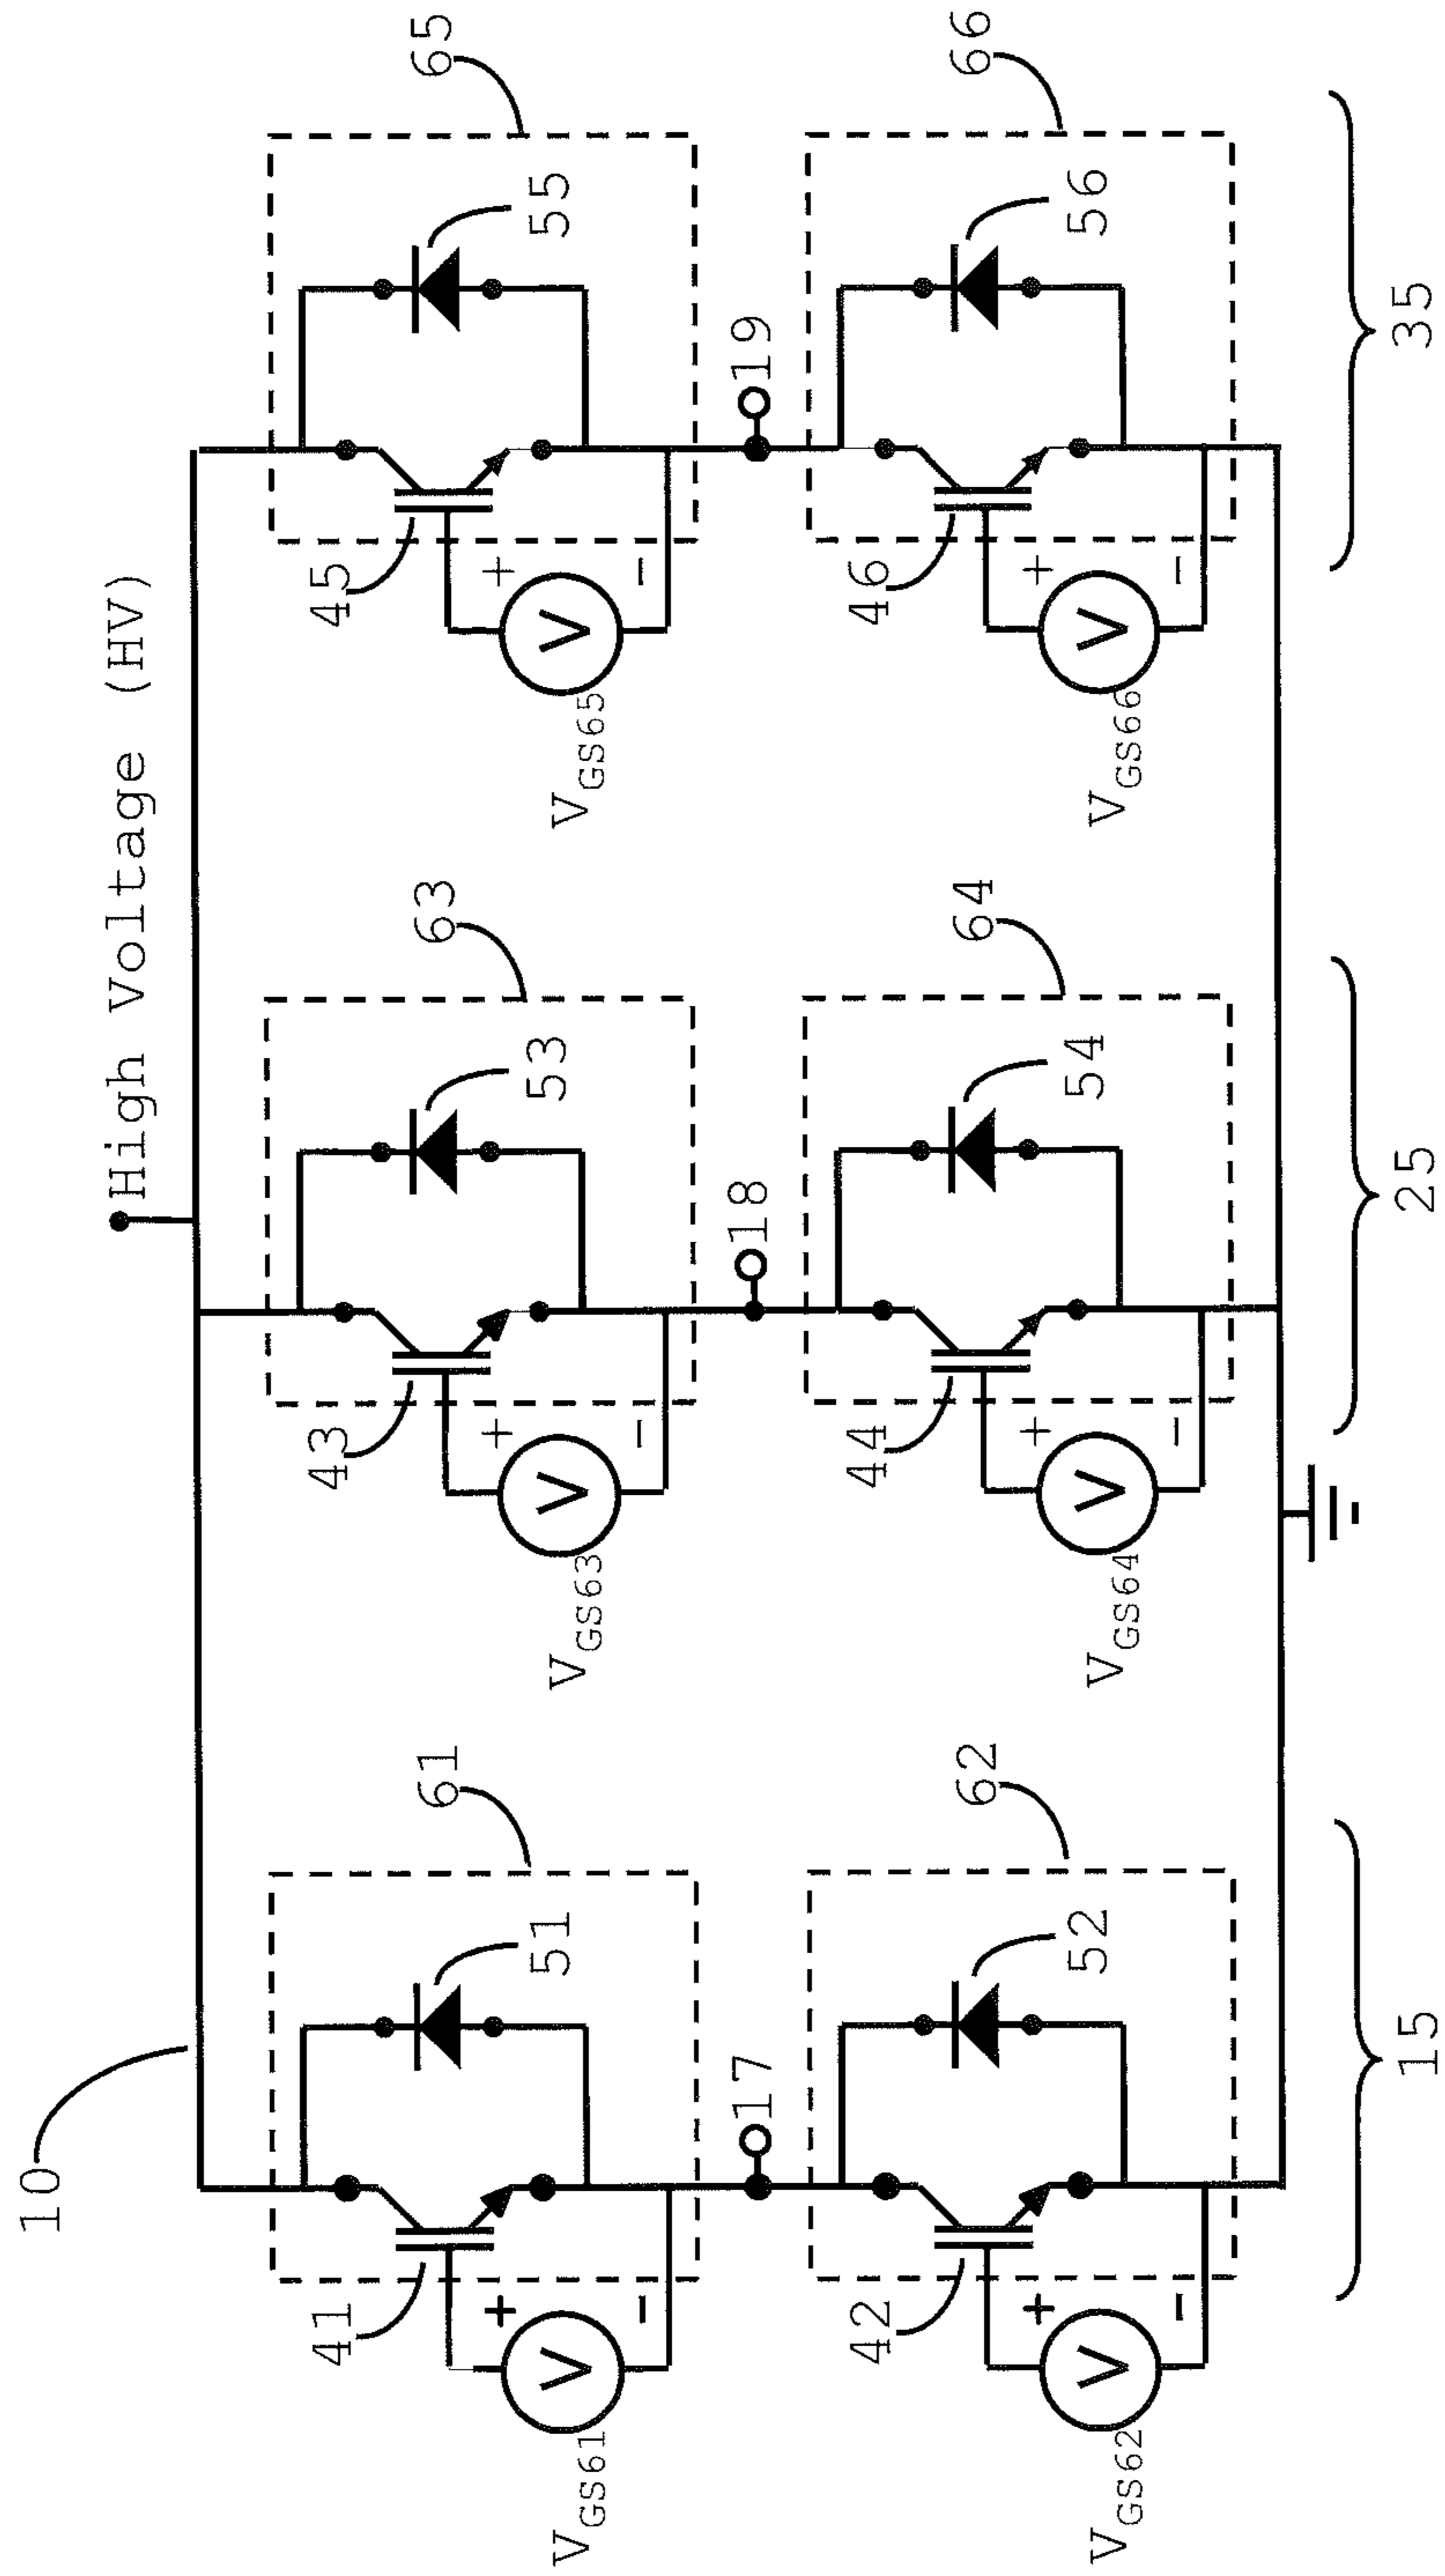 10
High Voltage (HV)
61
63
65
41
51
43
53
45
55
+
-
V
VGS61
+
-
V
VGS63
+
-
V
VGS65
17
18
19
62
64
66
42
52
44
54
46
56
+
-
V
VGS62
+
-
V
VGS64
+
-
V
VGS66
15
25
35